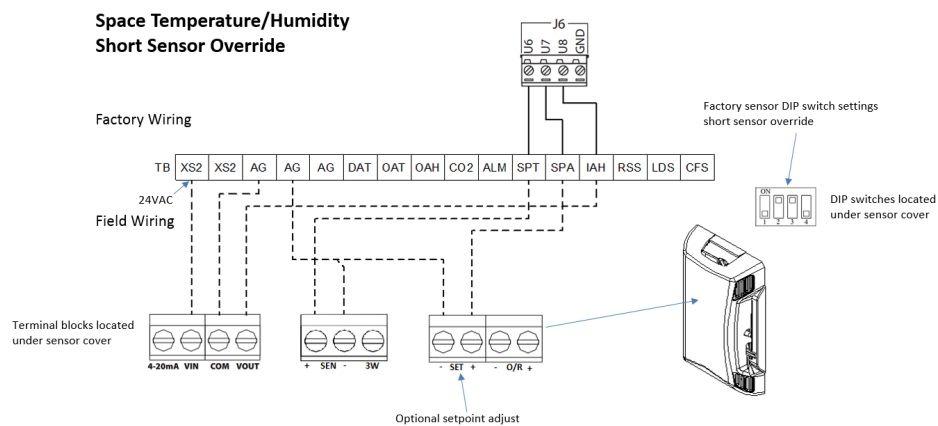 Space Temperature/Humidity
Short Sensor Override
J6
U6 U7 U8 GND
Factory sensor DIP switch settings
short sensor override
Factory Wiring
TB XS2 XS2 AG AG AG DAT OAT OAH CO2 ALM SPT SPA IAH RSS LDS CFS
24VAC
Field Wiring
ON
1 2 3 4
DIP switches located
under sensor cover
Terminal blocks located
under sensor cover
4-20mA VIN COM VOUT
+ SEN - 3W
- SET + - O/R +
Optional setpoint adjust